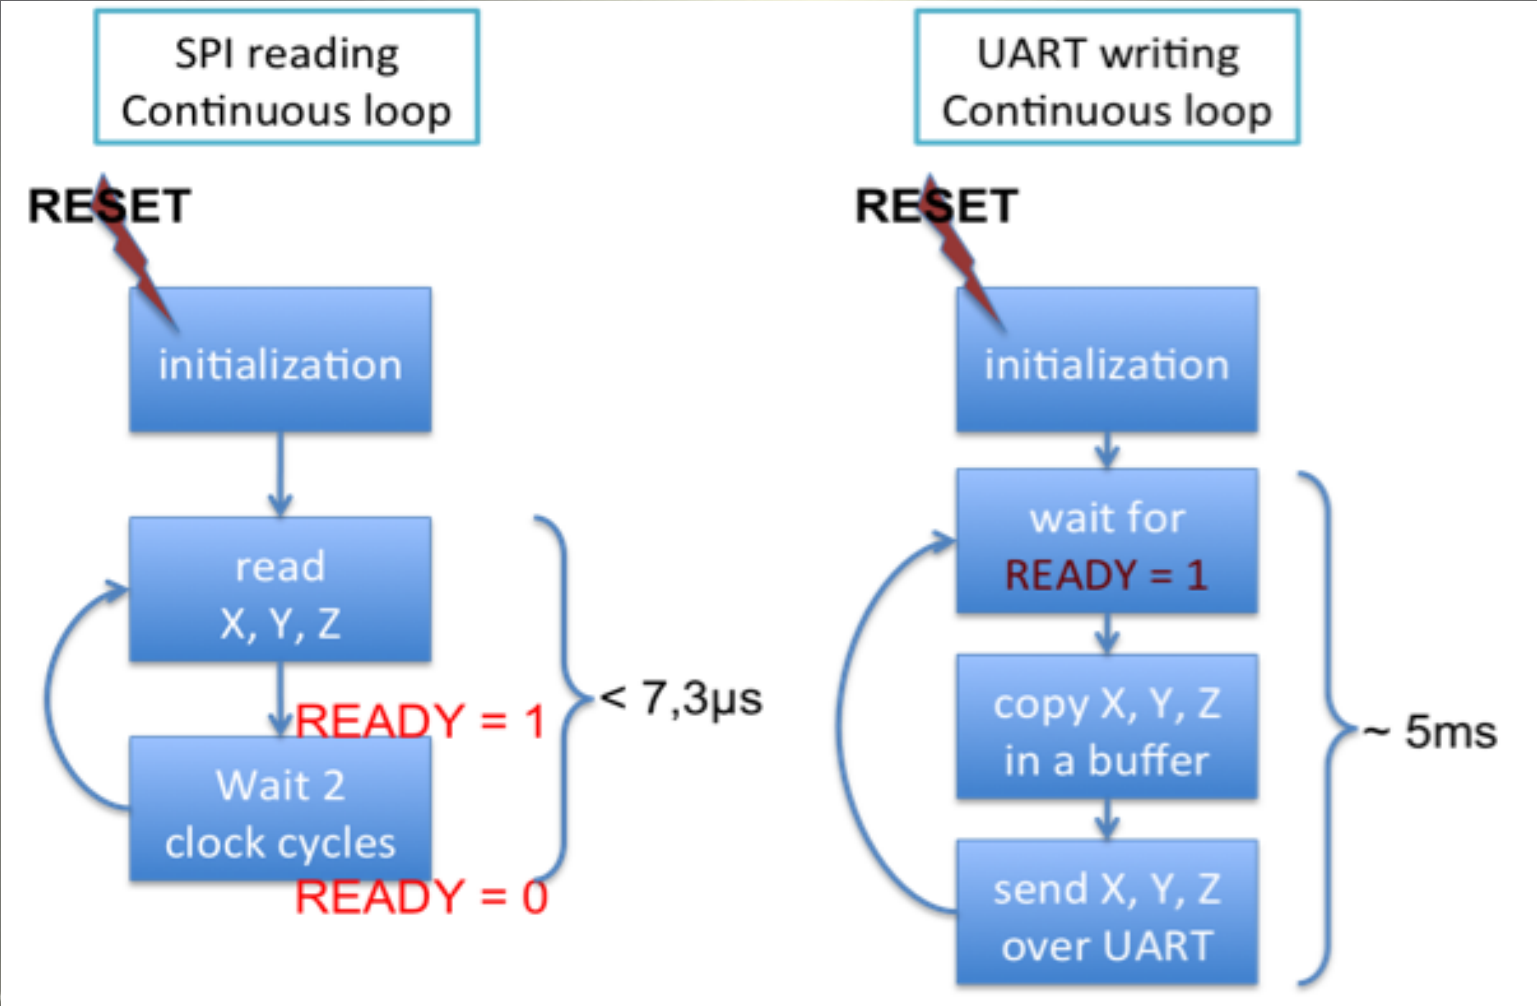 SPI reading
Continuous loop
RESET
initialization
read
X, Y, Z
READY = 1
Wait 2
clock cycles
READY = 0
< 7,3µs
UART writing
Continuous loop
RESET
initialization
wait for
READY = 1
copy X, Y, Z
in a buffer
send X, Y, Z
over UART
~ 5ms